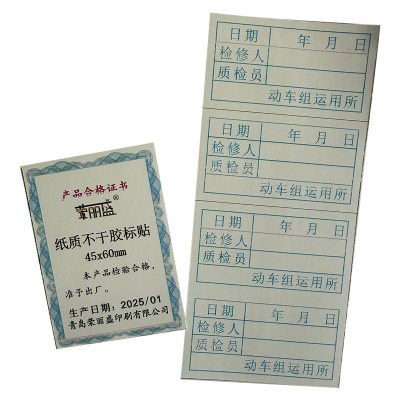 产品合格证书
荣丽盛®
纸质不干胶标贴
45x60mm
本产品检验合格,
准予出厂。
生产日期: 2025/01
青岛荣丽盛印刷有限公司
日期 年 月 日
检修人
质检员
动车组运用所
日期 年 月 日
检修人
质检员
动车组运用所
日期 年 月 日
检修人
质检员
动车组运用所
日期 年 月 日
检修人
质检员
动车组运用所